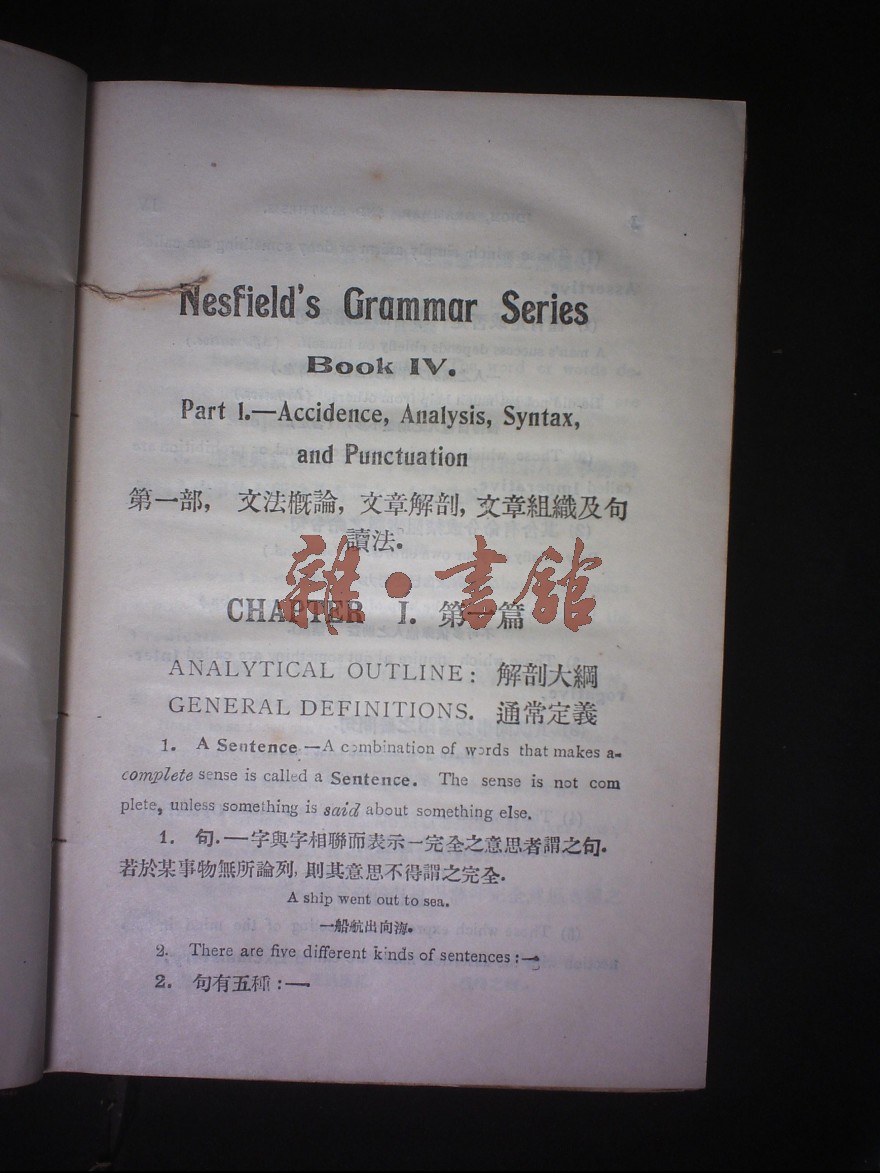 Nesfield's Grammar Series
Book IV.
Part I.—Accidence, Analysis, Syntax,
and Punctuation
第一部, 文法概論, 文章解剖, 文章組織及句
讀法.
雜·書館
CHAPTER I. 第一篇
ANALYTICAL OUTLINE: 解剖大綱
GENERAL DEFINITIONS. 通常定義
1. A Sentence —A combination of words that makes a
complete sense is called a Sentence. The sense is not com
plete, unless something is said about something else.
1. 句.—字與字相聯而表示一完全之意思者謂之句.
若於某事物無所論列, 則其意思不得謂之完全.
A ship went out to sea.
一船航出向海.
2. There are five different kinds of sentences:—
2. 句有五種:—